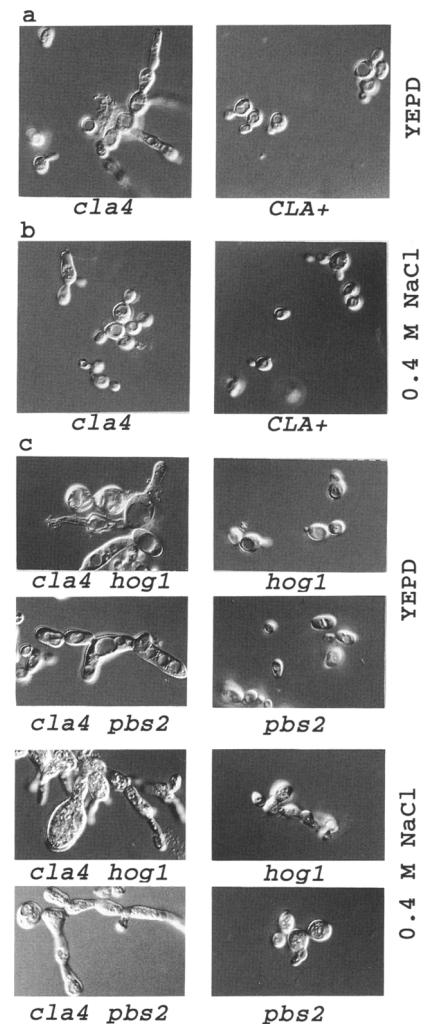 a
cla4 CLA+
YEPD
b
cla4 CLA+
0.4 M NaCl
c
cla4 hog1 hog1
cla4 pbs2 pbs2
YEPD
cla4 hog1 hog1
cla4 pbs2 pbs2
0.4 M NaCl